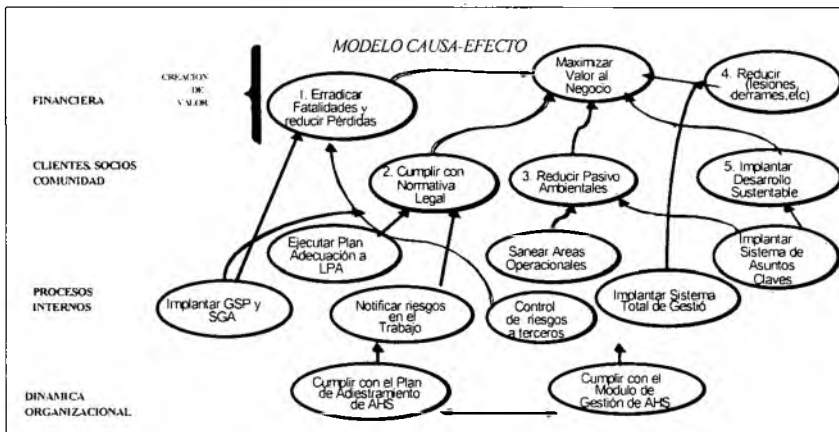 MODELO CAUSA-EFECTO
CREACION
DE
VALOR
FINANCIERA
1. Erradicar
Fatalidades y
reducir Pérdidas
Maximizar
Valor al
Negocio
4. Reducir
(lesiones,
derrames,etc)
CLIENTES, SOCIOS
COMUNIDAD
2. Cumplir con
Normativa
Legal
3. Reducir Pasivo
Ambientales
5. Implantar
Desarrollo
Sustentable
Ejecutar Plan
Adecuación a
LPA
Sanear Areas
Operacionales
Implantar
Sistema de
Asuntos
Claves
PROCESOS
INTERNOS
Implantar GSP y
SGA
Notificar riesgos
en el
Trabajo
Control
de riesgos
a terceros
Implantar Sistema
Total de Gestió
DINAMICA
ORGANIZACIONAL
Cumplir con el Plan
de Adiestramiento
de AHS
Cumplir con el
Módulo de
Gestión de AHS